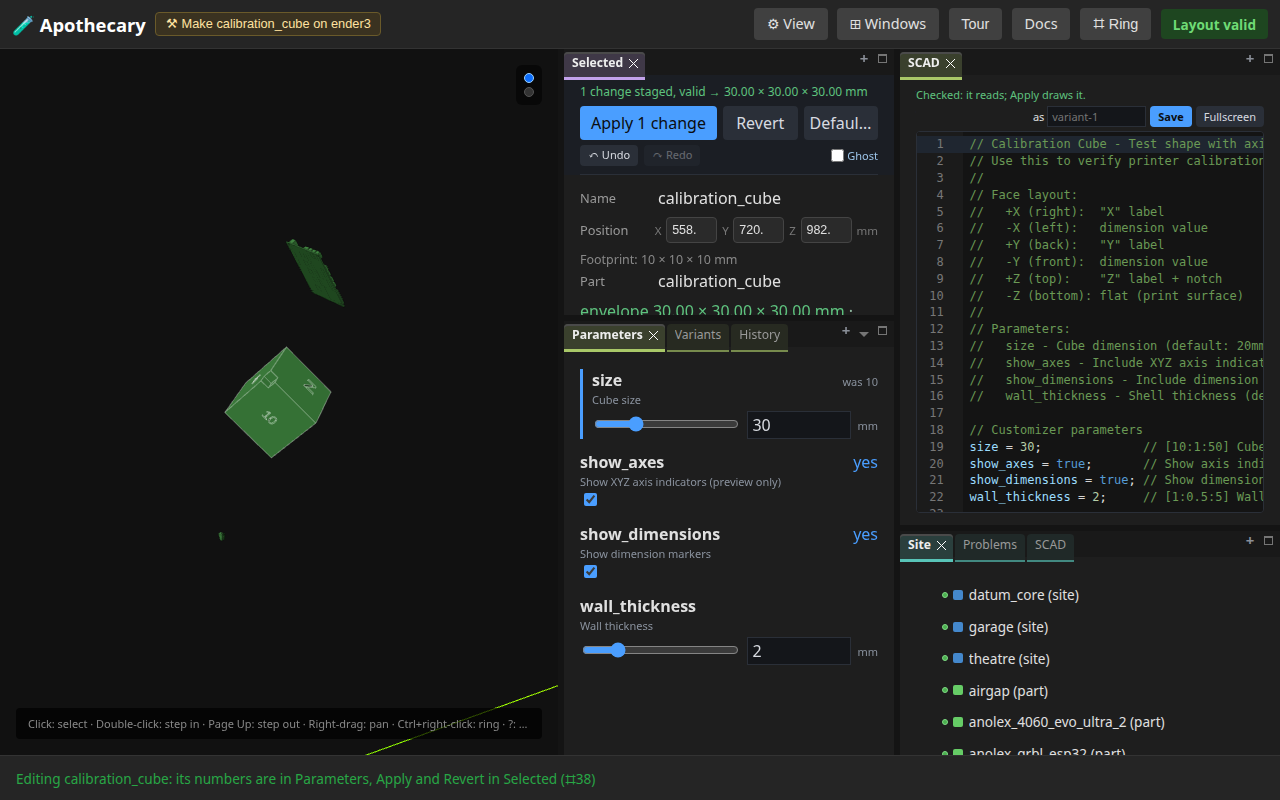 🧪 Apothecary
⚒ Make calibration_cube on ender3
⚙ View
⊞ Windows
Tour
Docs
⌗ Ring
Layout valid
10
Z
Click: select · Double-click: step in · Page Up: step out · Right-drag: pan · Ctrl+right-click: ring · ?: ...
Selected
1 change staged, valid → 30.00 × 30.00 × 30.00 mm
Apply 1 change
Revert
Defaul...
↶ Undo
↷ Redo
Ghost
Name calibration_cube
Position X 558. Y 720. Z 982. mm
Footprint: 10 × 10 × 10 mm
Part calibration_cube
envelope 30.00 × 30.00 × 30.00 mm ·
Parameters
Variants
History
size was 10
Cube size
30 mm
show_axes yes
Show XYZ axis indicators (preview only)
show_dimensions yes
Show dimension markers
wall_thickness
Wall thickness
2 mm
SCAD
Checked: it reads; Apply draws it.
as variant-1 Save Fullscreen
1 // Calibration Cube - Test shape with axi
2 // Use this to verify printer calibration
3 //
4 // Face layout:
5 //   +X (right):  "X" label
6 //   -X (left):   dimension value
7 //   +Y (back):   "Y" label
8 //   -Y (front):  dimension value
9 //   +Z (top):    "Z" label + notch
10 //   -Z (bottom): flat (print surface)
11 //
12 // Parameters:
13 //   size - Cube dimension (default: 20mm
14 //   show_axes - Include XYZ axis indicat
15 //   show_dimensions - Include dimension
16 //   wall_thickness - Shell thickness (de
17
18 // Customizer parameters
19 size = 30;             // [10:1:50] Cube
20 show_axes = true;      // Show axis indi
21 show_dimensions = true; // Show dimension
22 wall_thickness = 2;    // [1:0.5:5] Wall
Site
Problems
SCAD
datum_core (site)
garage (site)
theatre (site)
airgap (part)
anolex_4060_evo_ultra_2 (part)
anolex_grbl_esp32 (part)
Editing calibration_cube: its numbers are in Parameters, Apply and Revert in Selected (⌗38)